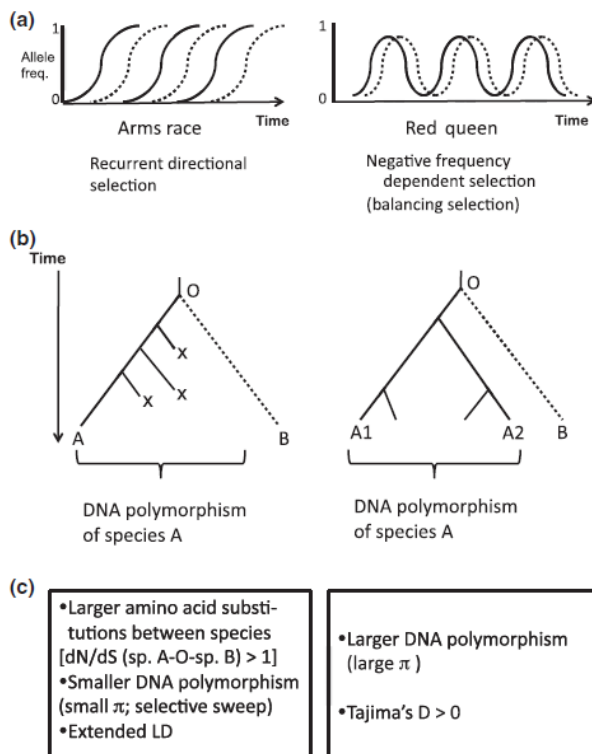 (a)
1
Allele
freq.
0
Time
Arms race
Recurrent directional
selection
1
0
Time
Red queen
Negative frequency
dependent selection
(balancing selection)
(b)
Time
O
x
x
x
A
B
DNA polymorphism
of species A
O
A1
A2
B
DNA polymorphism
of species A
(c)
•Larger amino acid substi-
tutions between species
[dN/dS (sp. A-O-sp. B) > 1]
•Smaller DNA polymorphism
(small π; selective sweep)
•Extended LD
•Larger DNA polymorphism
(large π )
•Tajima's D > 0